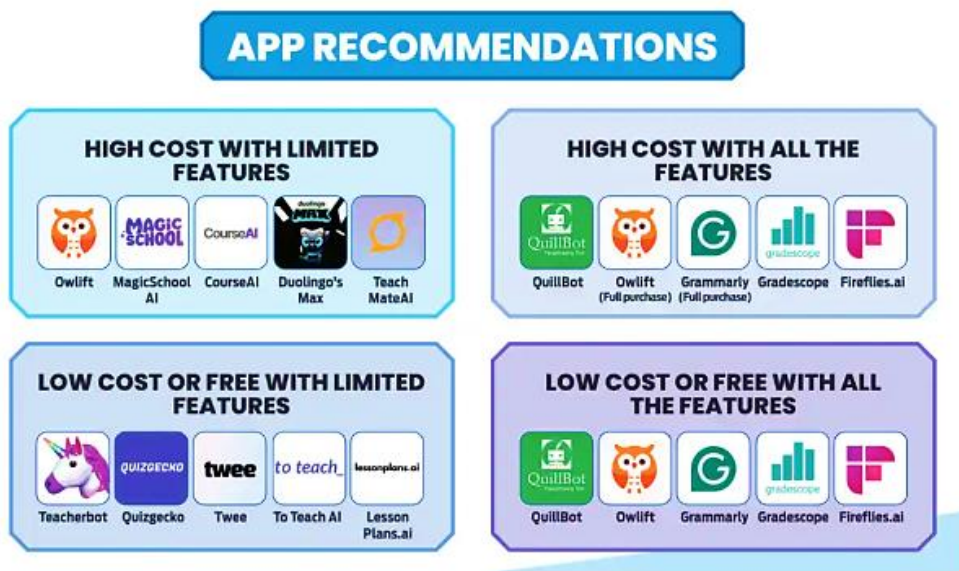 APP RECOMMENDATIONS
HIGH COST WITH LIMITED
FEATURES
MAGIC
SCHOOL
CourseAI
duolingo
MAX
Owlift
MagicSchool
AI
CourseAI
Duolingo's
Max
Teach
MateAI
HIGH COST WITH ALL THE
FEATURES
QuillBot
gradescope
QuillBot
Owlift
(Full purchase)
Grammarly
(Full purchase)
Gradescope
Fireflies.ai
LOW COST OR FREE WITH LIMITED
FEATURES
QUIZGECKO
twee
to teach_
lessonplans.ai
Teacherbot
Quizgecko
Twee
To Teach AI
Lesson
Plans.ai
LOW COST OR FREE WITH ALL
THE FEATURES
QuillBot
gradescope
QuillBot
Owlift
Grammarly
Gradescope
Fireflies.ai